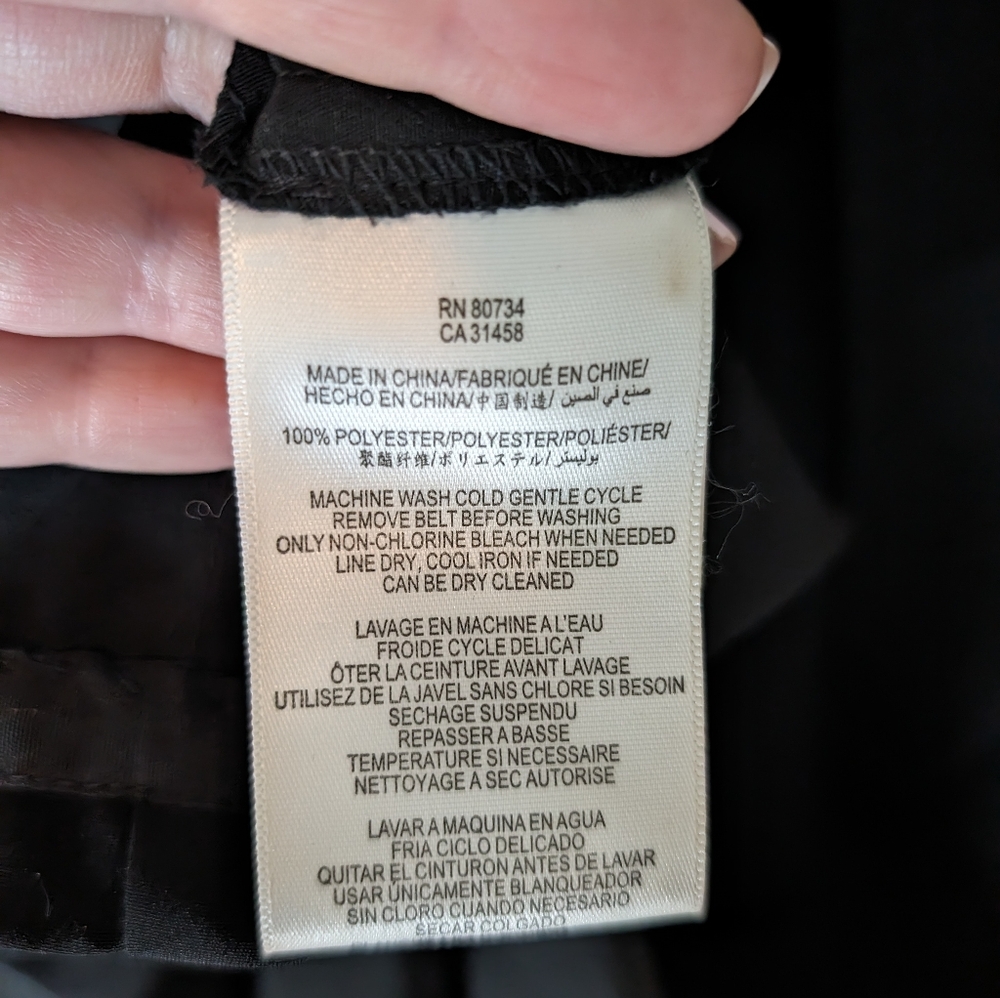 RN 80734
CA 31458
MADE IN CHINA/FABRIQUÉ EN CHINE/
HECHO EN CHINA/中国制造/ صنع في الصين
100% POLYESTER/POLYESTER/POLIÉSTER/
聚酯纤维/ポリエステル/ بوليستر
MACHINE WASH COLD GENTLE CYCLE
REMOVE BELT BEFORE WASHING
ONLY NON-CHLORINE BLEACH WHEN NEEDED
LINE DRY, COOL IRON IF NEEDED
CAN BE DRY CLEANED
LAVAGE EN MACHINE A L'EAU
FROIDE CYCLE DELICAT
ÔTER LA CEINTURE AVANT LAVAGE
UTILISEZ DE LA JAVEL SANS CHLORE SI BESOIN
SECHAGE SUSPENDU
REPASSER A BASSE
TEMPERATURE SI NECESSAIRE
NETTOYAGE A SEC AUTORISE
LAVAR A MAQUINA EN AGUA
FRIA CICLO DELICADO
QUITAR EL CINTURON ANTES DE LAVAR
USAR ÚNICAMENTE BLANQUEADOR
SIN CLORO CUANDO NECESARIO
SECAR COLGADO